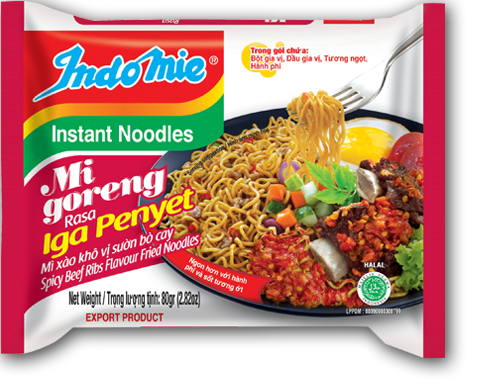 Indomie®
Trong gói chứa:
Bột gia vị, Dầu gia vị, Tương ngọt,
Hành phi
Instant Noodles
Mi
goreng
Rasa
Iga Penyet
Mì xào khô vị sườn bò cay
Spicy Beef Ribs Flavour Fried Noodles
Ngon hơn với hành
phi và sốt tương ớt
HALAL
Net Weight / Trọng lượng tịnh: 80gr (2.82oz)
EXPORT PRODUCT